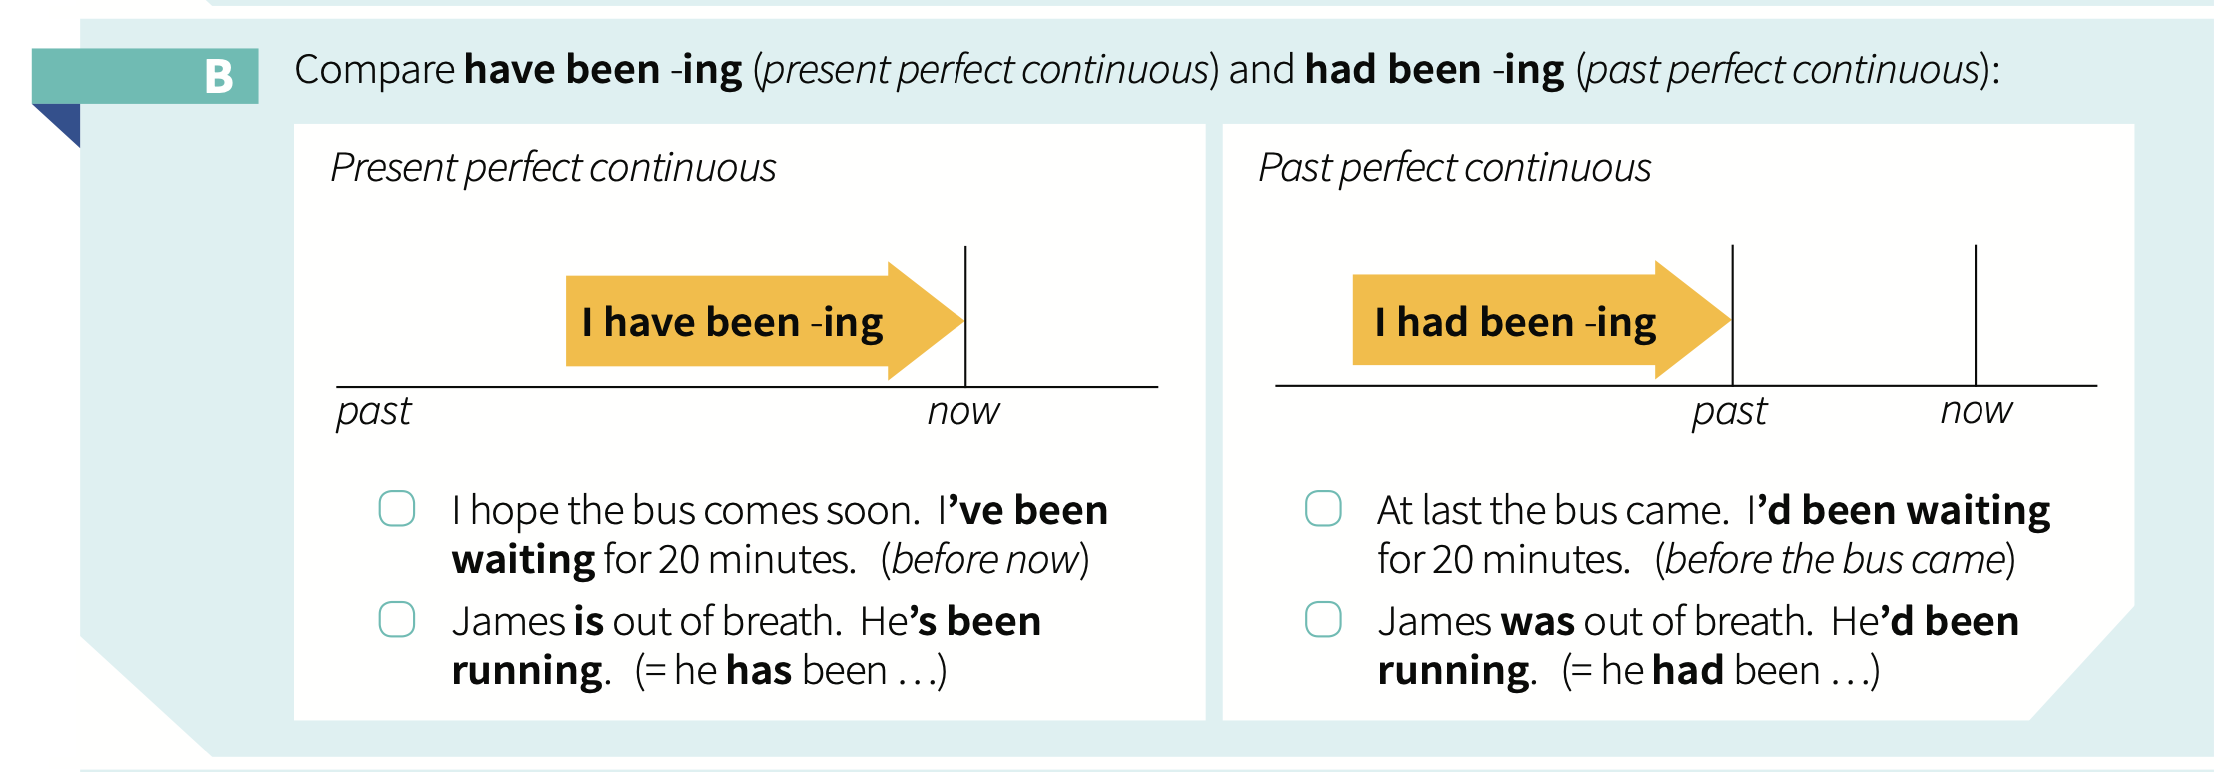 B
Compare have been -ing (present perfect continuous) and had been -ing (past perfect continuous):
Present perfect continuous
I have been -ing
past
now
I hope the bus comes soon. I’ve been
waiting for 20 minutes. (before now)
James is out of breath. He’s been
running. (= he has been …)
Past perfect continuous
I had been -ing
past
now
At last the bus came. I’d been waiting
for 20 minutes. (before the bus came)
James was out of breath. He’d been
running. (= he had been …)